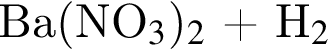 Ba(NO₃)₂ + H₂